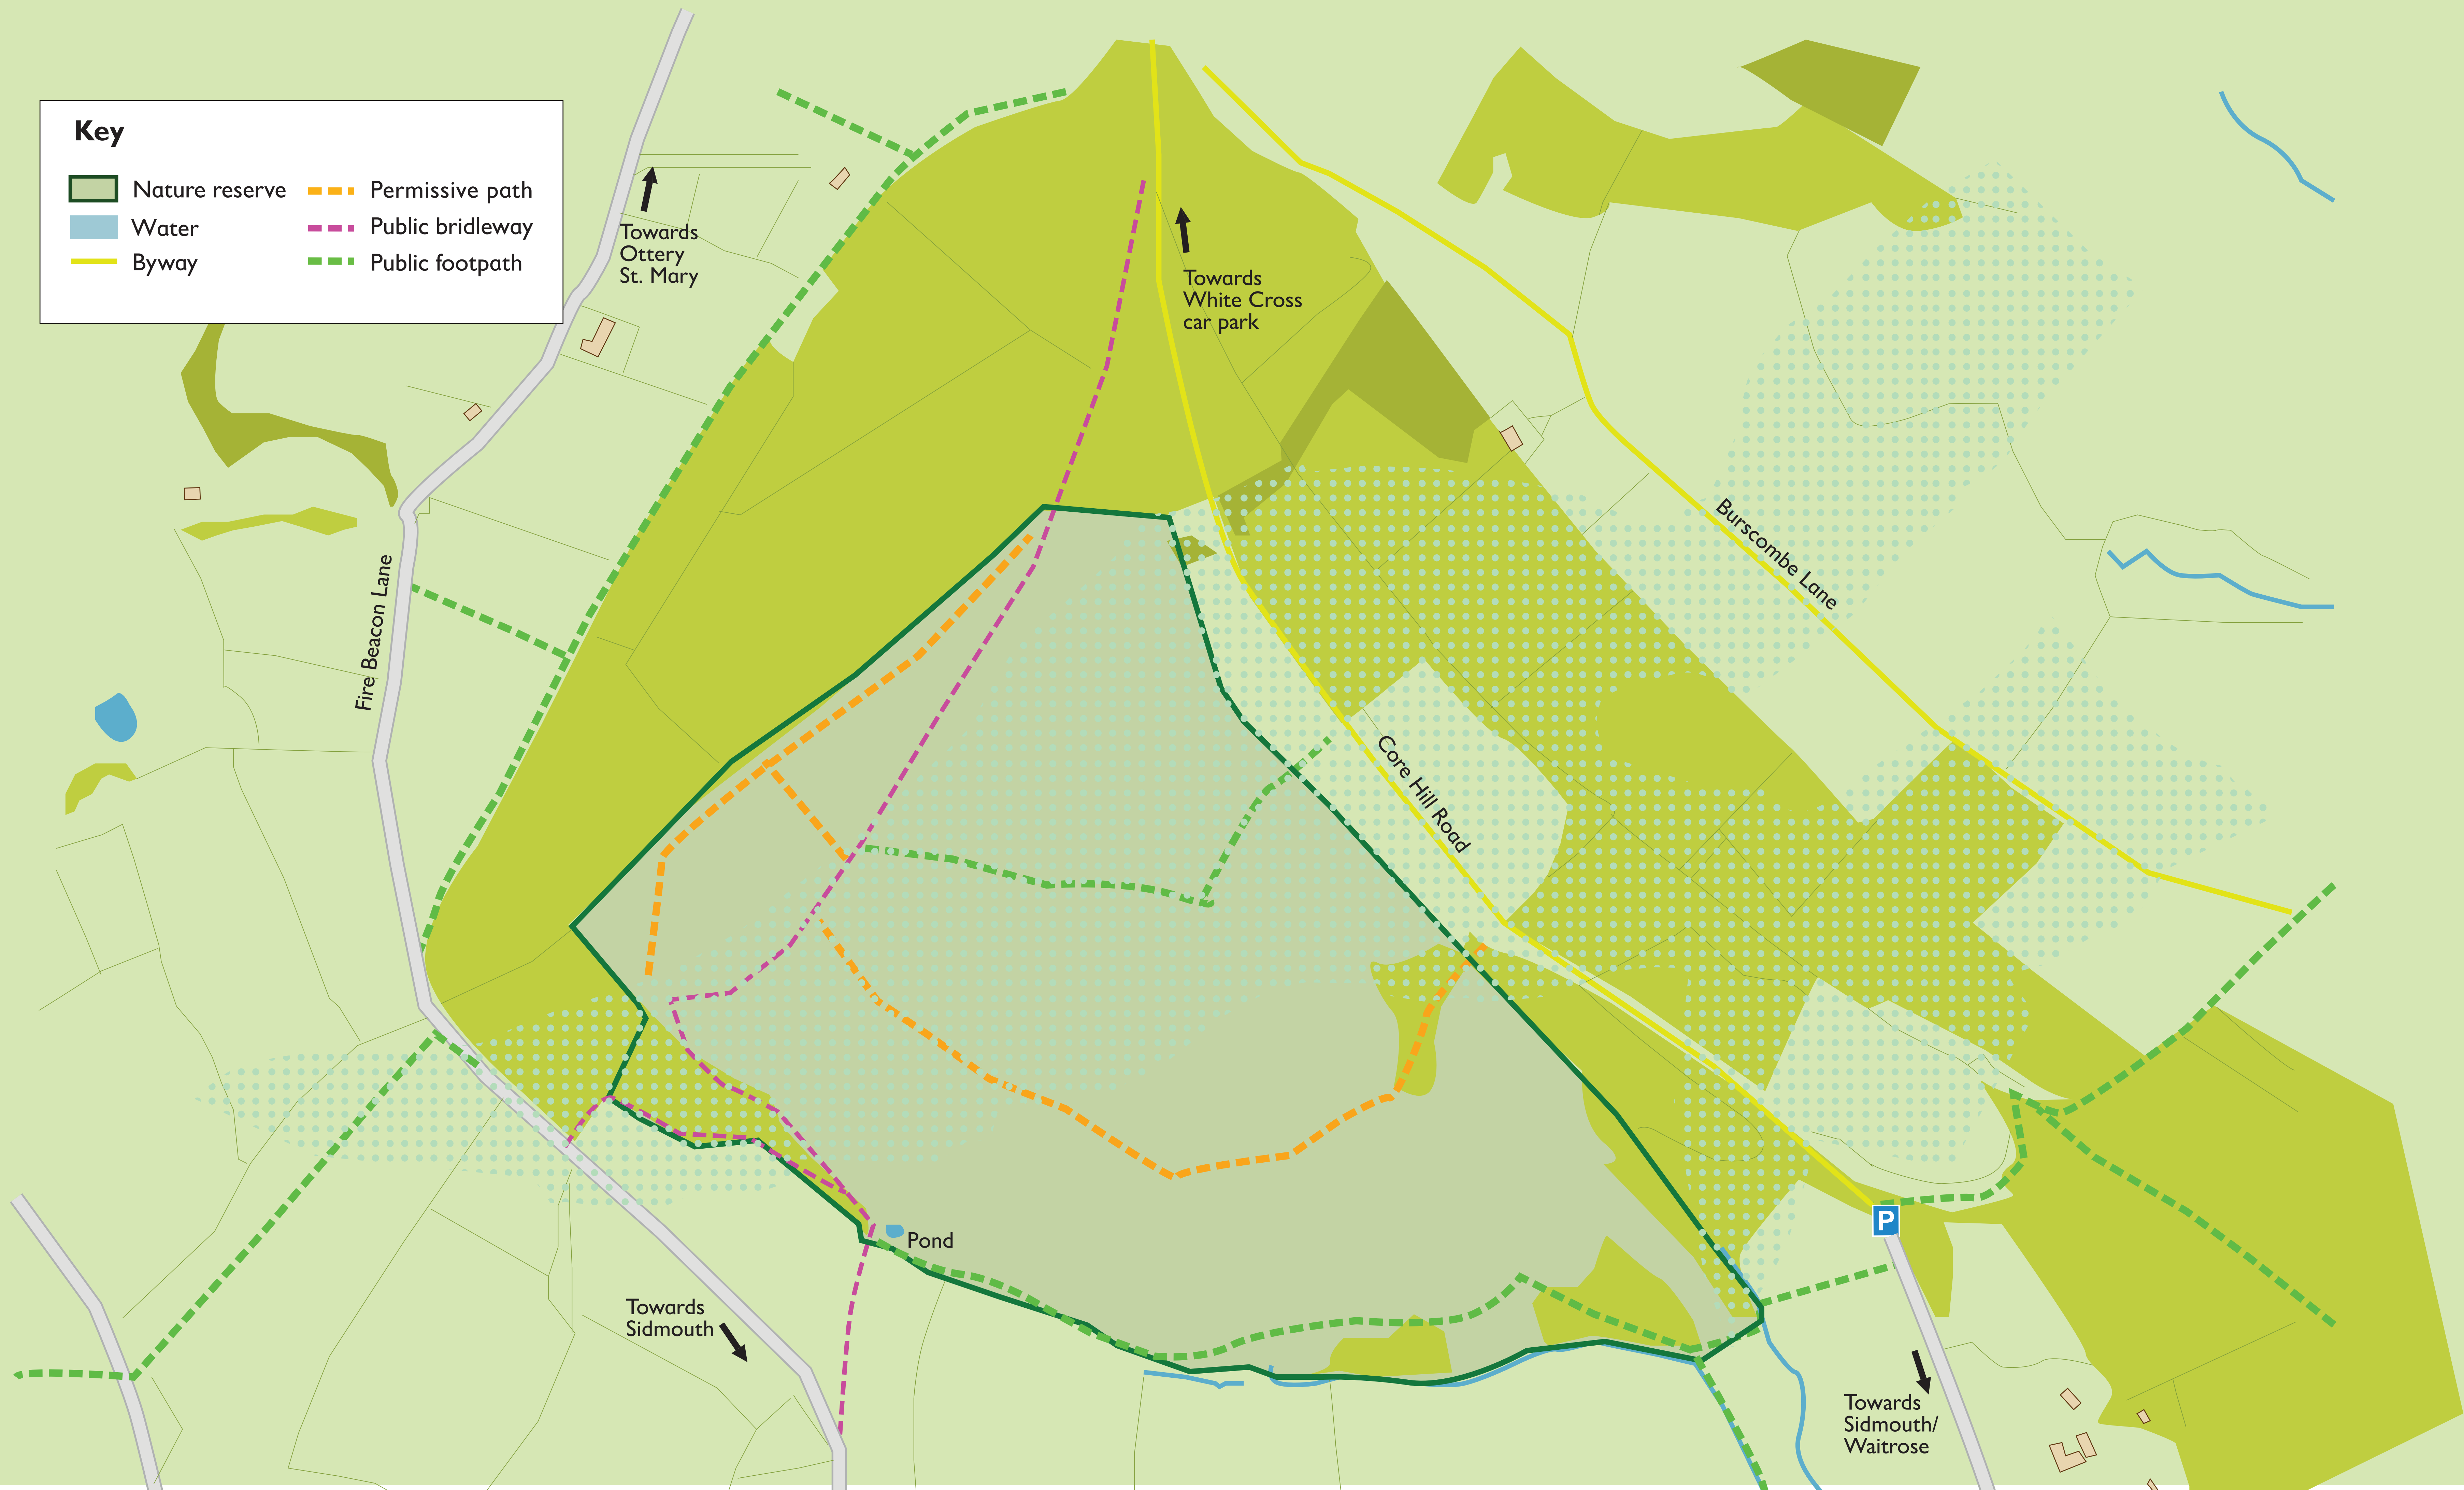 Key
Nature reserve
Water
Byway
Permissive path
Public bridleway
Public footpath
Towards
Ottery
St. Mary
Towards
White Cross
car park
Burscombe Lane
Fire Beacon Lane
Core Hill Road
P
Pond
Towards
Sidmouth
Towards
Sidmouth/
Waitrose